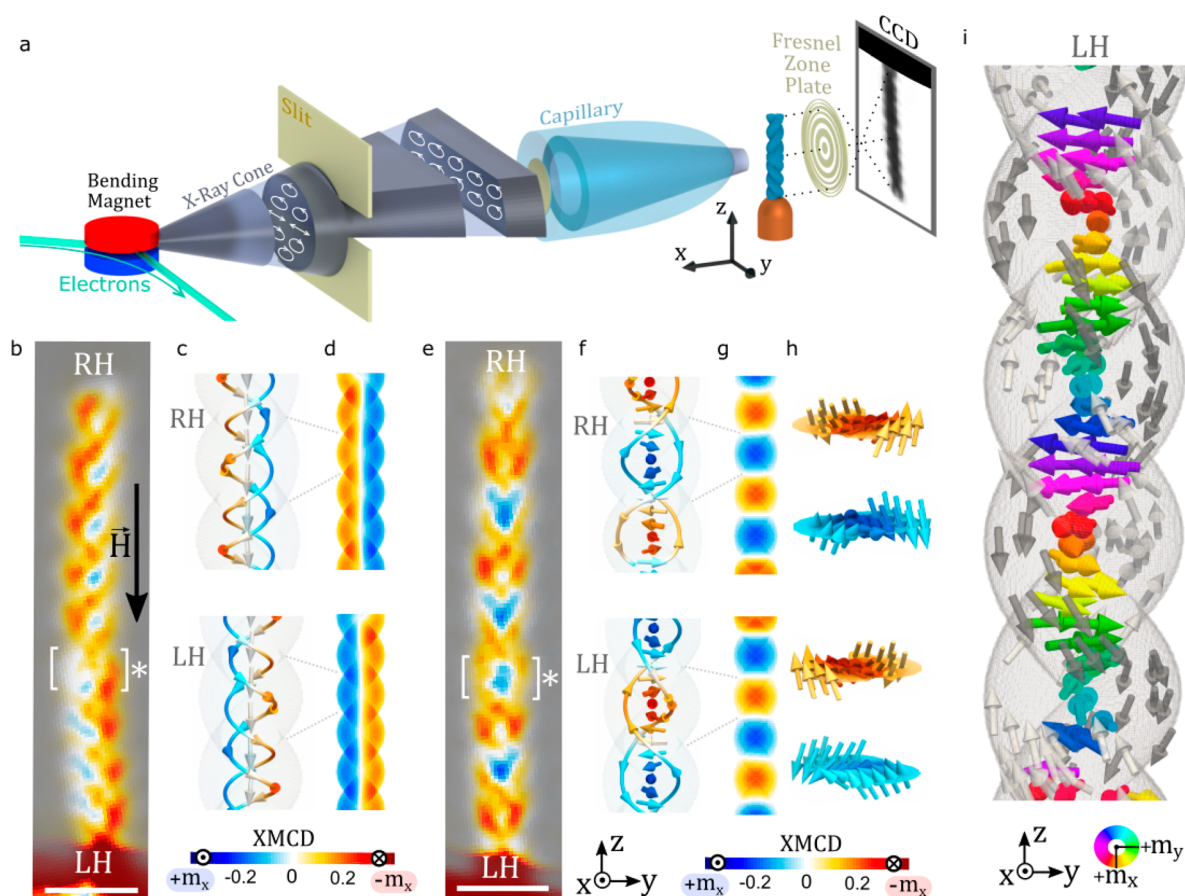 a
Bending
Magnet
Electrons
X-Ray Cone
Slit
Capillary
Fresnel
Zone
Plate
CCD
z
x
y
i
LH
b
RH
H
*
LH
c
RH
LH
d
e
RH
*
LH
f
RH
LH
g
h
XMCD
+mx
-0.2
0
0.2
-mx
z
x
y
XMCD
+mx
-0.2
0
0.2
-mx
z
x
y
+my
+mx